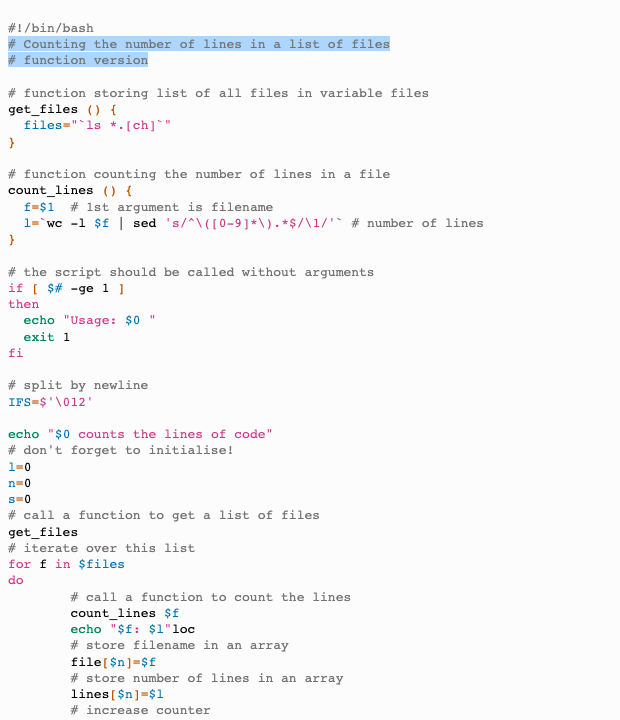 #!/bin/bash
# Counting the number of lines in a list of files
# function version

# function storing list of all files in variable files
get_files () {
  files="`ls *.[ch]`"
}

# function counting the number of lines in a file
count_lines () {
  f=$1  # 1st argument is filename
  l=`wc -l $f | sed 's/^\([0-9]*\).*$/\1/'` # number of lines
}

# the script should be called without arguments
if [ $# -ge 1 ]
then
  echo "Usage: $0 "
  exit 1
fi

# split by newline
IFS=$'\012'

echo "$0 counts the lines of code"
# don't forget to initialise!
l=0
n=0
s=0
# call a function to get a list of files
get_files
# iterate over this list
for f in $files
do
        # call a function to count the lines
        count_lines $f
        echo "$f: $l"loc
        # store filename in an array
        file[$n]=$f
        # store number of lines in an array
        lines[$n]=$l
        # increase counter